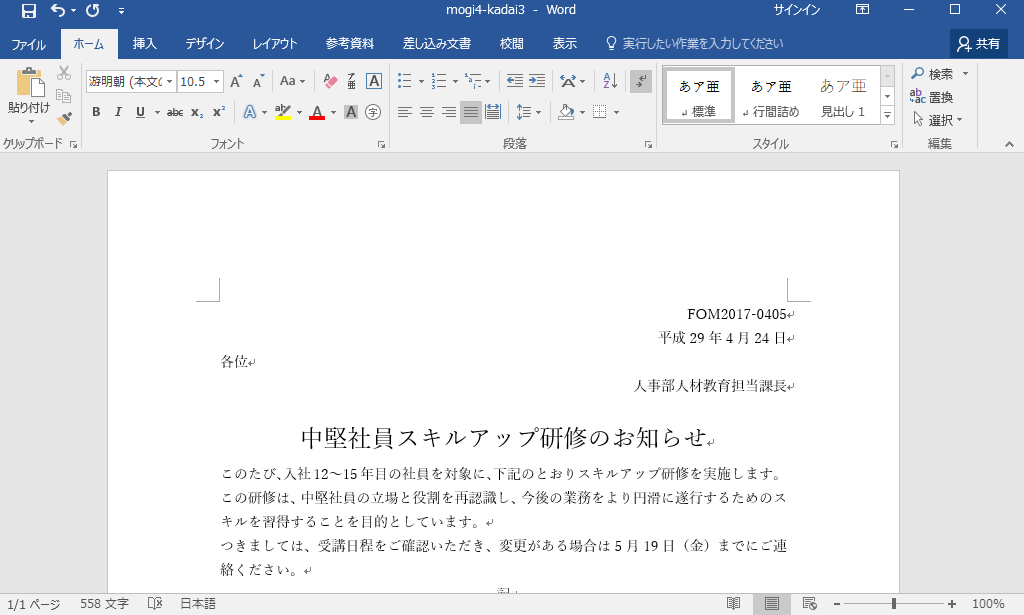 mogi4-kadai3 - Word
サインイン
ファイル ホーム 挿入 デザイン レイアウト 参考資料 差し込み文書 校閲 表示 実行したい作業を入力してください 共有
游明朝 (本文の 10.5 Aa
あア亜 あア亜 あア亜
検索
貼り付け
置換
B I U abc x₂ x² A 字
標準 行間詰め 見出し 1
選択
クリップボード フォント 段落 スタイル 編集
FOM2017-0405
平成 29 年 4 月 24 日
各位
人事部人材教育担当課長
中堅社員スキルアップ研修のお知らせ
このたび、入社 12～15 年目の社員を対象に、下記のとおりスキルアップ研修を実施します。
この研修は、中堅社員の立場と役割を再認識し、今後の業務をより円滑に遂行するためのス
キルを習得することを目的としています。
つきましては、受講日程をご確認いただき、変更がある場合は 5 月 19 日（金）までにご連
絡ください。
1/1 ページ 558 文字 日本語 100%